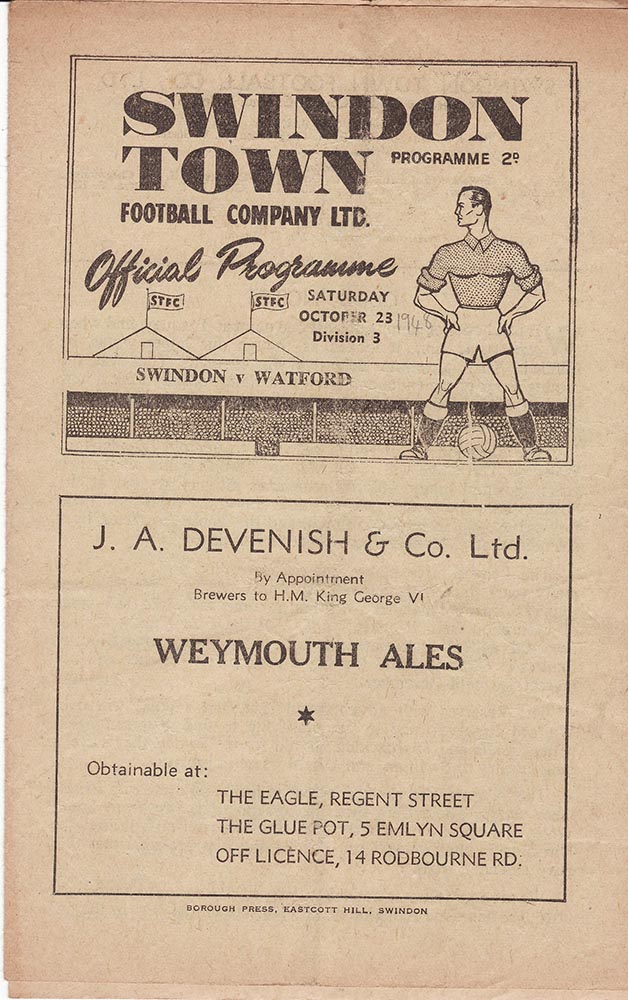 SWINDON
TOWN
PROGRAMME 2D
FOOTBALL COMPANY LTD.
Official Programme
STFC STFC
SATURDAY
OCTOBER 23 1948
Division 3
SWINDON v WATFORD
J. A. DEVENISH & Co. Ltd.
By Appointment
Brewers to H.M. King George VI
WEYMOUTH ALES
Obtainable at:
THE EAGLE, REGENT STREET
THE GLUE POT, 5 EMLYN SQUARE
OFF LICENCE, 14 RODBOURNE RD.
BOROUGH PRESS, EASTCOTT HILL, SWINDON